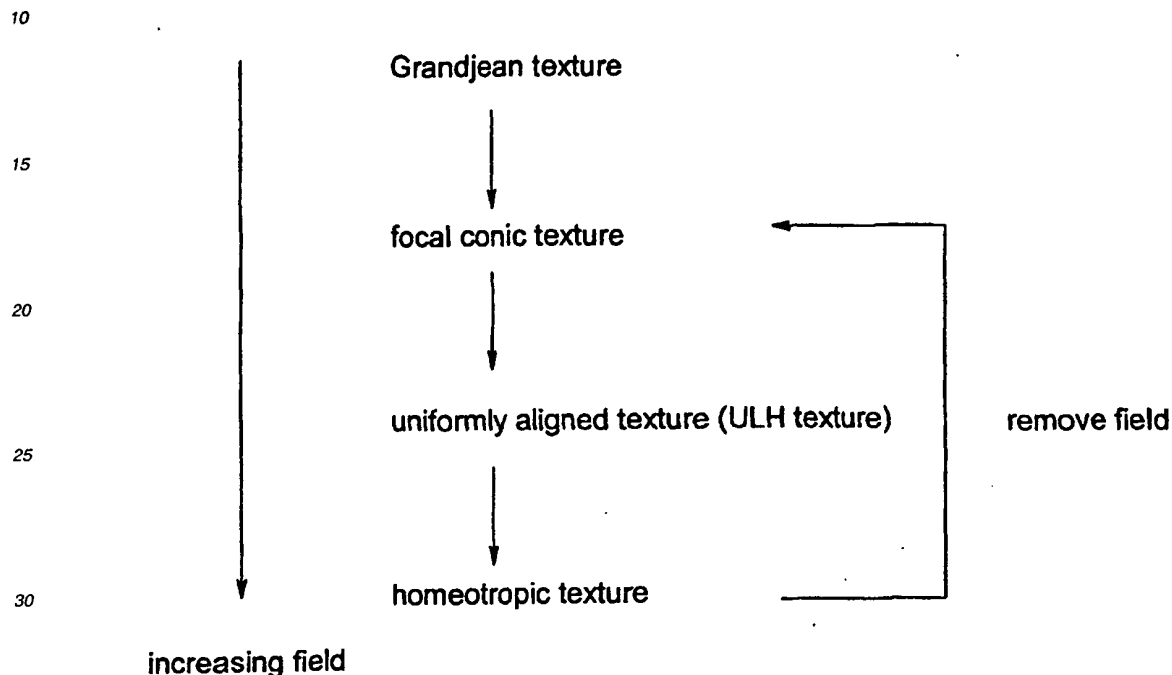 10
Grandjean texture
15
focal conic texture
20
uniformly aligned texture (ULH texture)
remove field
25
30
homeotropic texture
increasing field